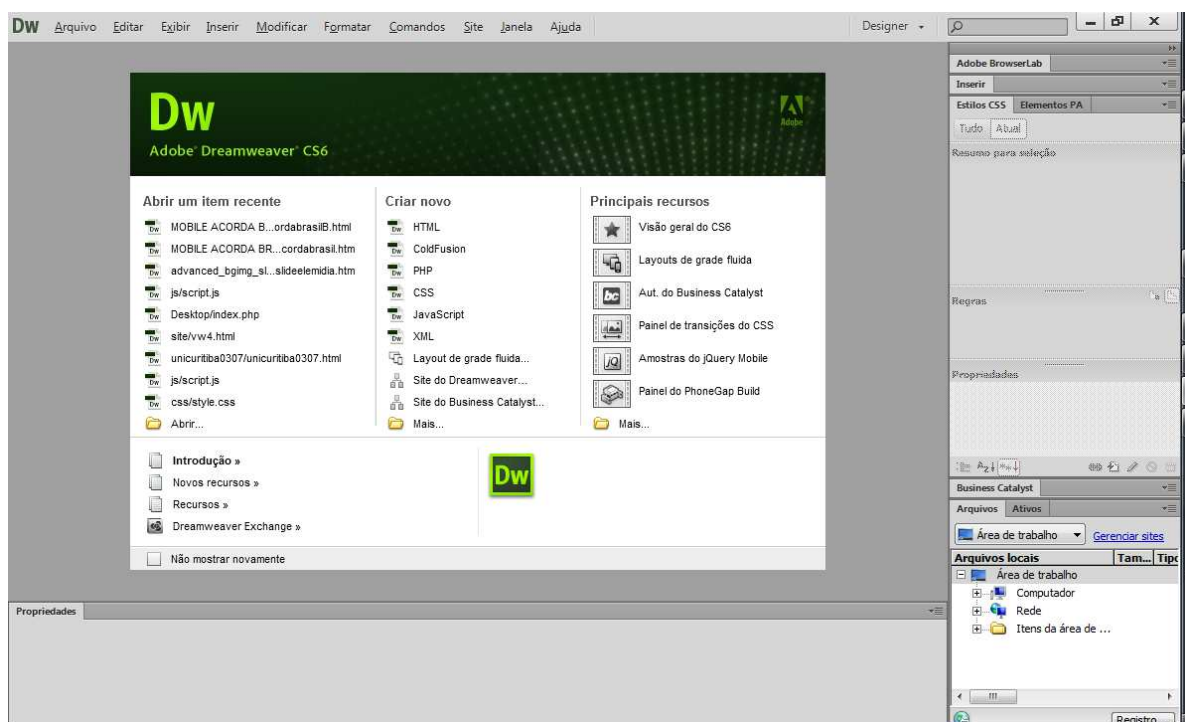 Dw Arquivo Editar Exibir Inserir Modificar Formatar Comandos Site Janela Ajuda Designer
Adobe BrowserLab
Inserir
Estilos CSS Elementos PA
Tudo Atual
Resumo para seleção
Regras
Propriedades
Business Catalyst
Arquivos Ativos
Área de trabalho Gerenciar sites
Arquivos locais Tam... Tipo
Área de trabalho
Computador
Rede
Itens da área de ...
Registro...
Dw
Adobe
Adobe® Dreamweaver® CS6
Abrir um item recente
MOBILE ACORDA B...ordabrasilB.html
MOBILE ACORDA BR...cordabrasil.htm
advanced_bgimg_sl...slideelemidia.htm
js/script.js
Desktop/index.php
site/vw4.html
unicuritiba0307/unicuritiba0307.html
js/script.js
css/style.css
Abrir...
Criar novo
HTML
ColdFusion
PHP
CSS
JavaScript
XML
Layout de grade fluida...
Site do Dreamweaver...
Site do Business Catalyst...
Mais...
Principais recursos
Visão geral do CS6
Layouts de grade fluida
bc Aut. do Business Catalyst
Painel de transições do CSS
jQ Amostras do jQuery Mobile
Painel do PhoneGap Build
Mais...
Introdução »
Novos recursos »
Recursos »
Dreamweaver Exchange »
Dw
Não mostrar novamente
Propriedades